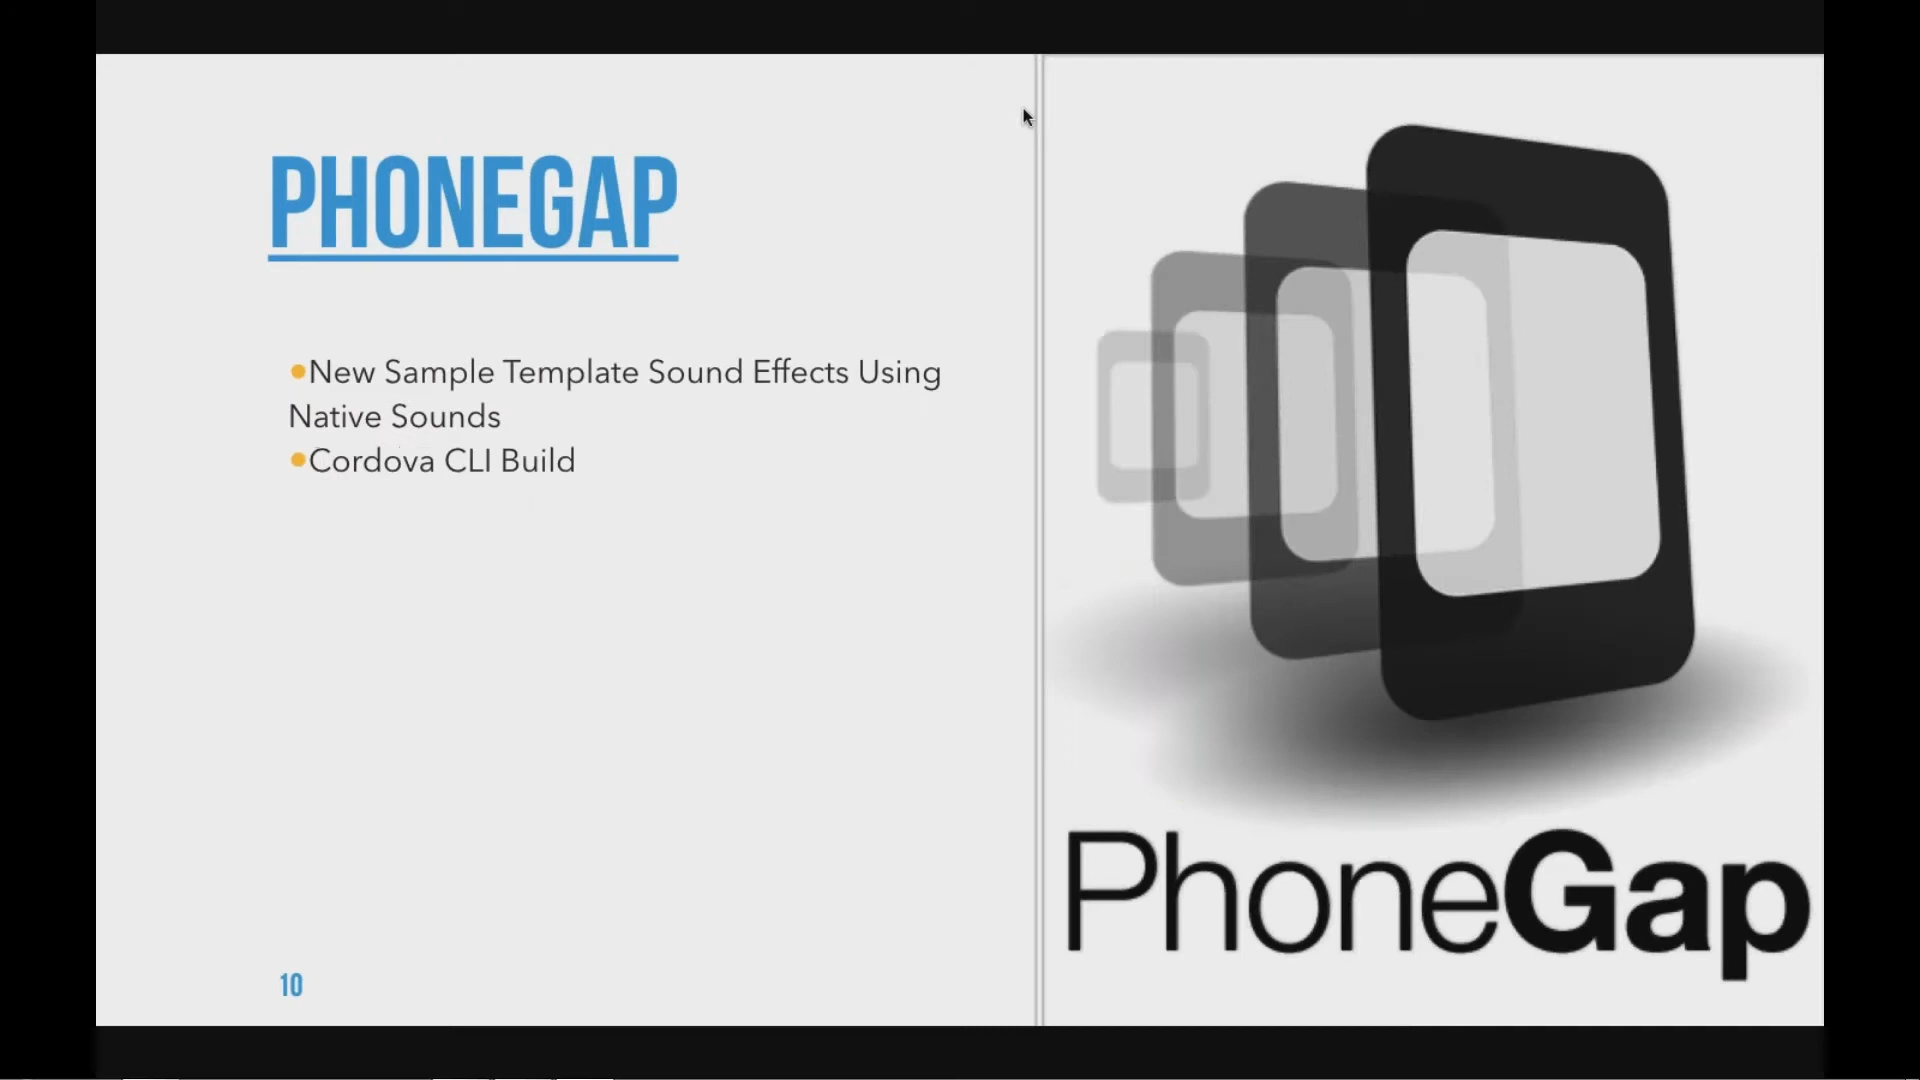 PHONEGAP
•New Sample Template Sound Effects Using
Native Sounds
•Cordova CLI Build
10
PhoneGap